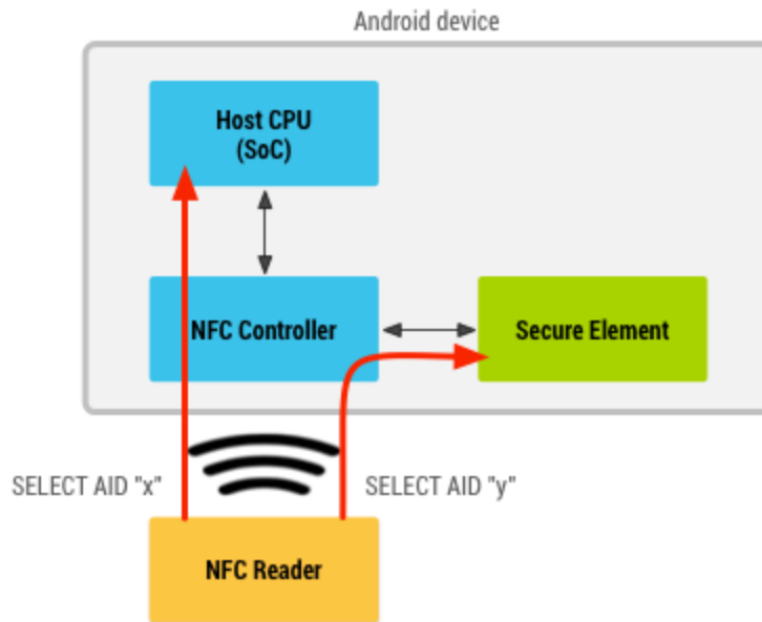 Android device
Host CPU
(SoC)
NFC Controller
Secure Element
SELECT AID "x"
SELECT AID "y"
NFC Reader